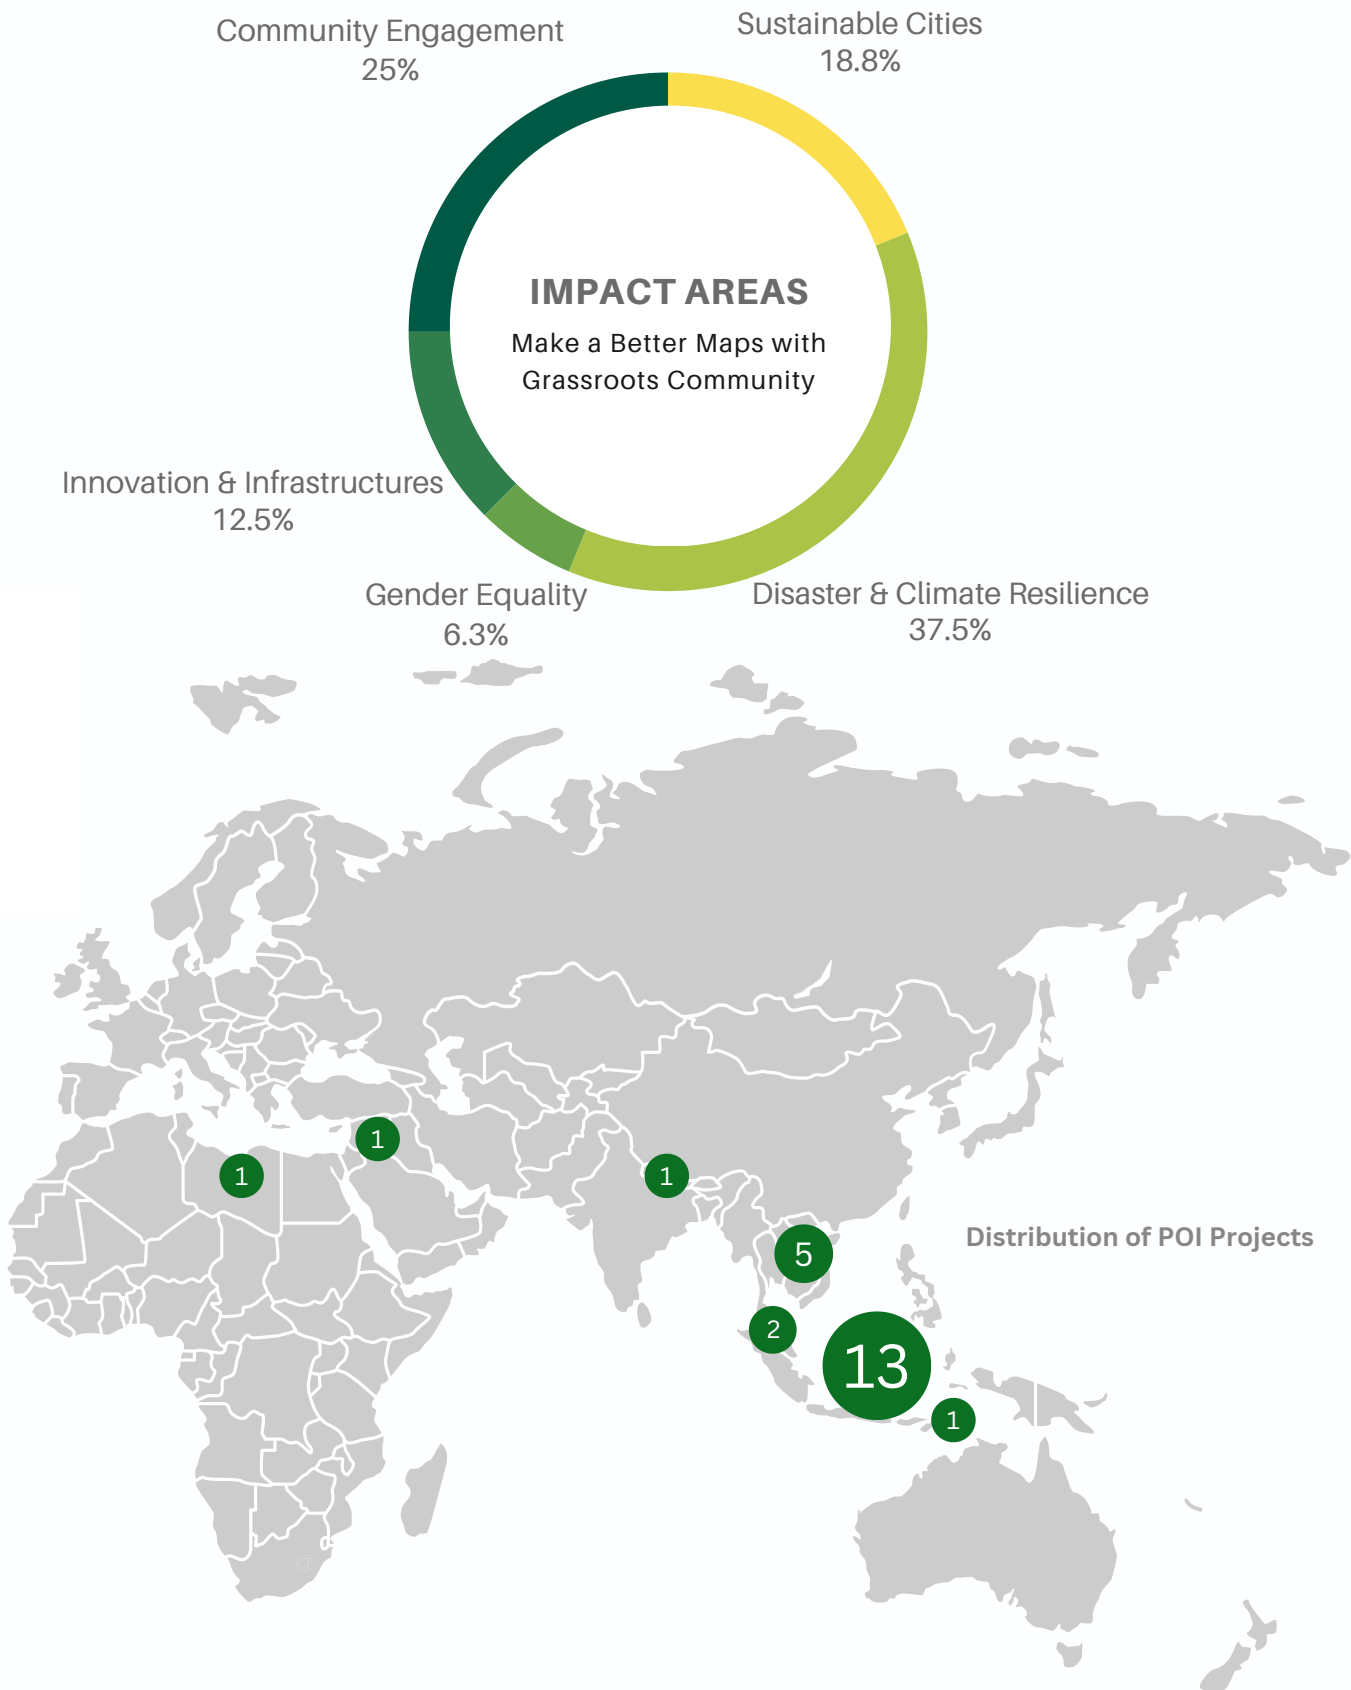 Community Engagement
25%
Sustainable Cities
18.8%
IMPACT AREAS
Make a Better Maps with
Grassroots Community
Innovation & Infrastructures
12.5%
Gender Equality
6.3%
Disaster & Climate Resilience
37.5%
1
1
1
Distribution of POI Projects
5
2
13
1